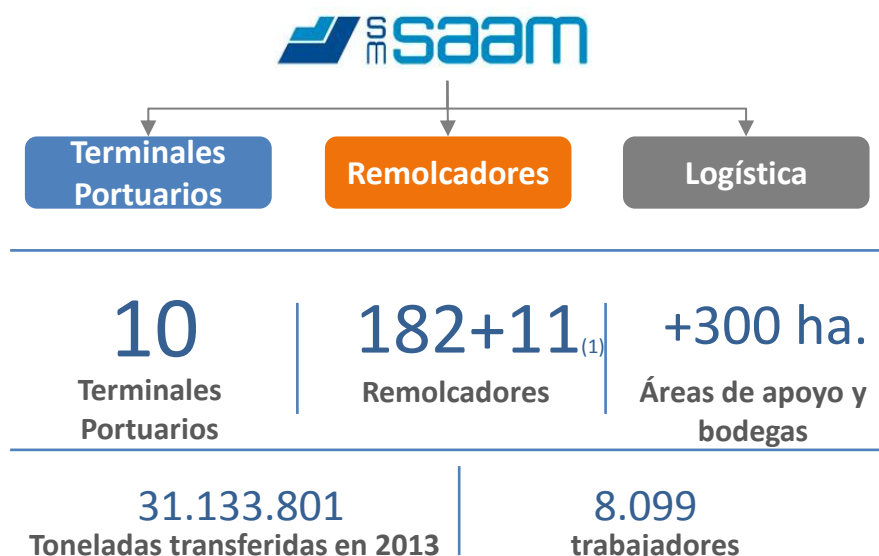 SM saam
Terminales
Portuarios
Remolcadores
Logística
10
Terminales
Portuarios
182+11(1)
Remolcadores
+300 ha.
Áreas de apoyo y
bodegas
31.133.801
Toneladas transferidas en 2013
8.099
trabajadores